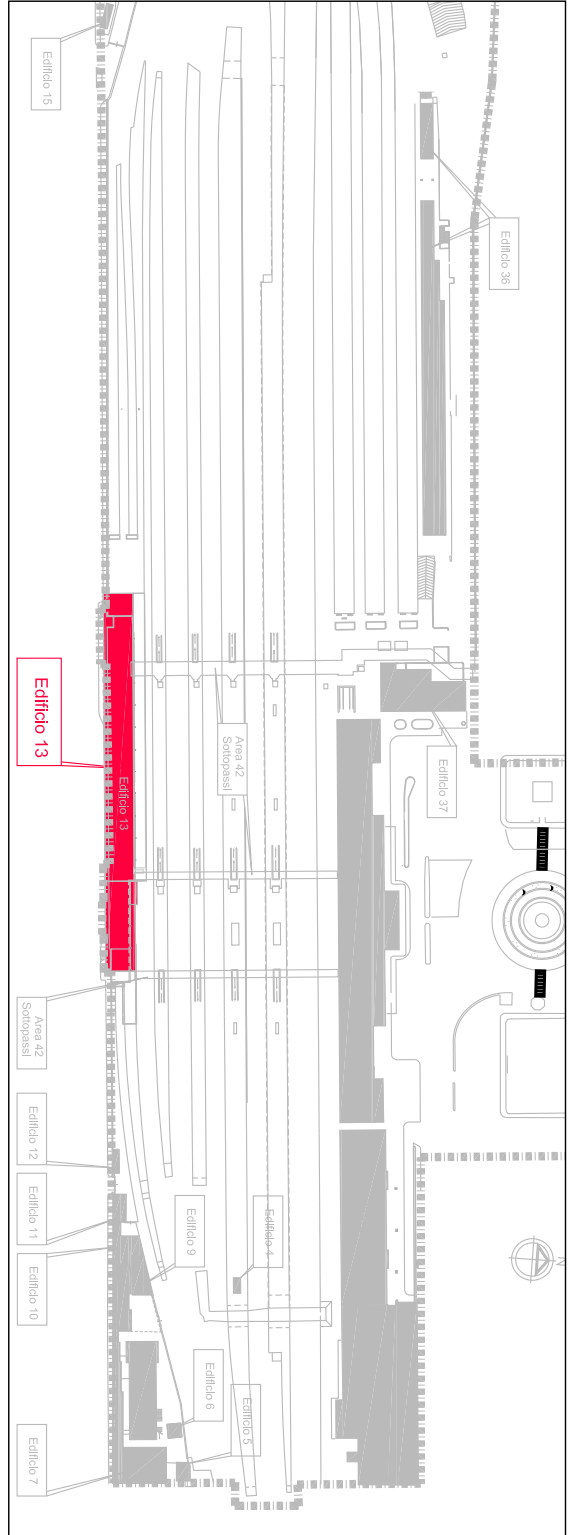 Edificio 15
Edificio 36
Edificio 13
Edificio 13
Area 42
Sottopassi
Edificio 37
Area 42
Sottopassi
Edificio 12
Edificio 11
Edificio 10
Edificio 9
Edificio 4
Edificio 6
Edificio 5
Edificio 7
N